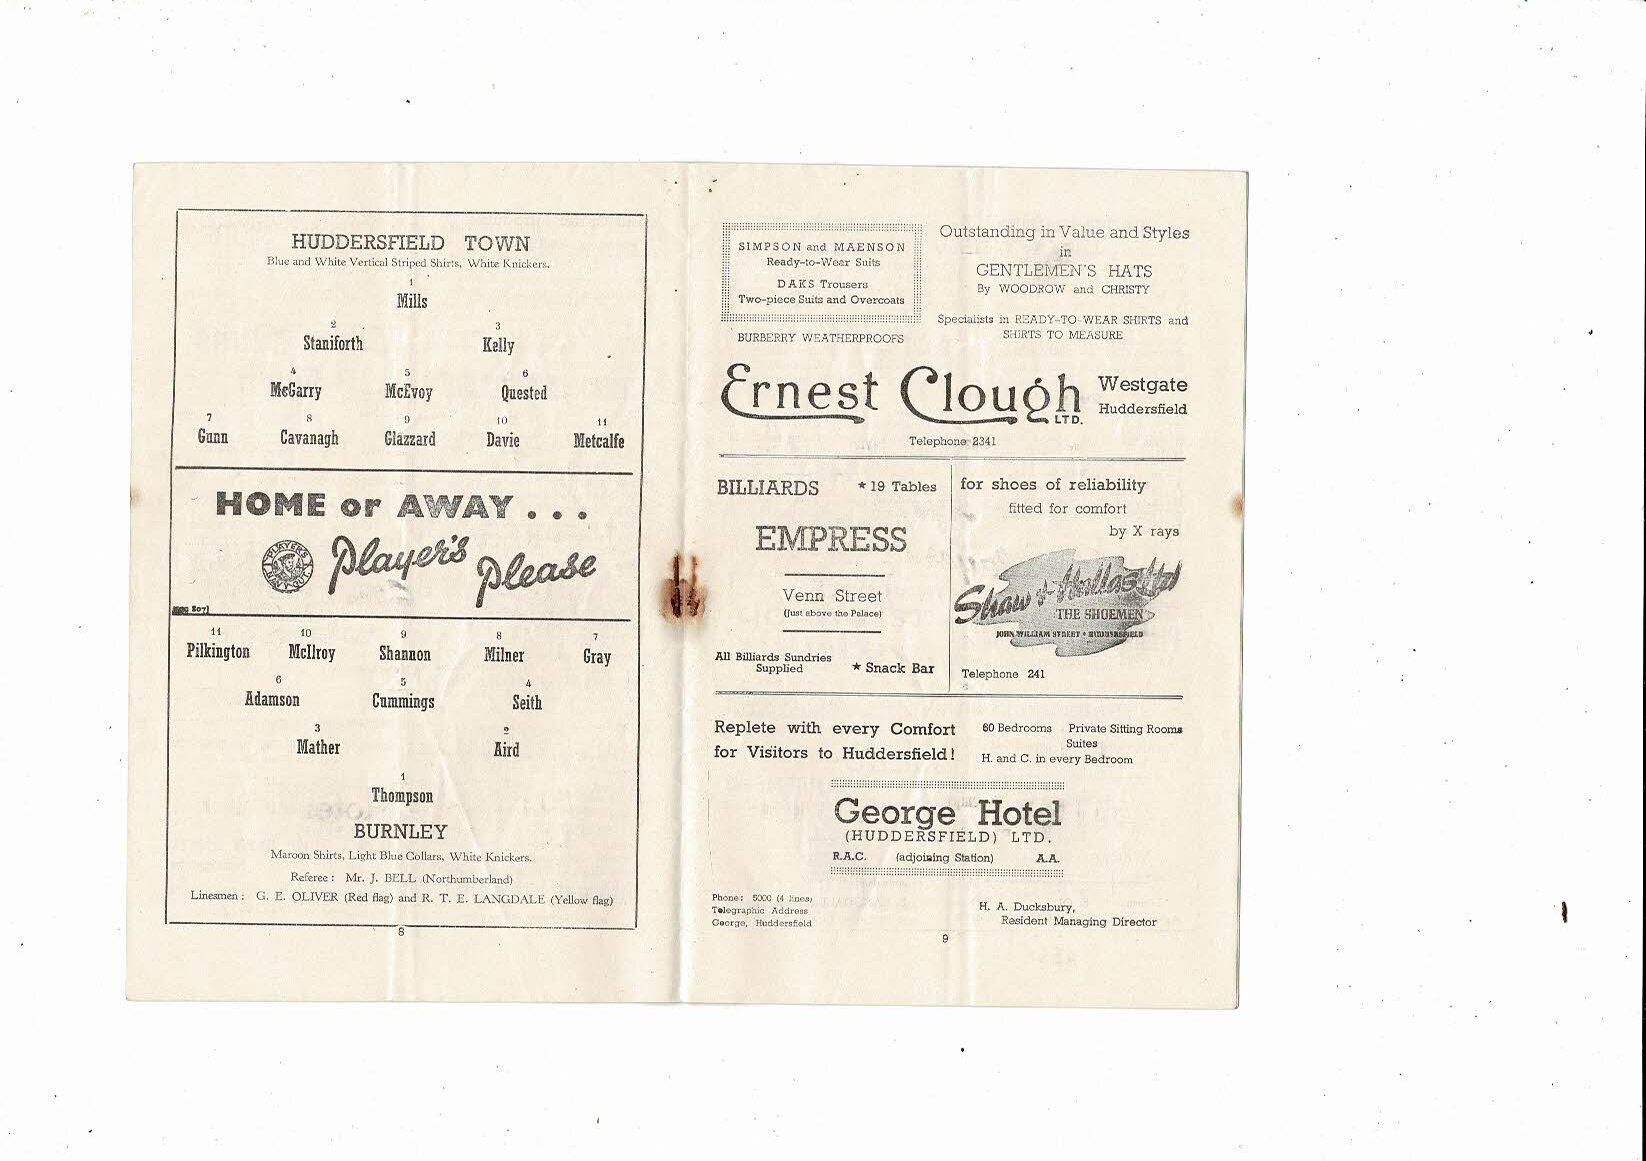 HUDDERSFIELD TOWN
Blue and White Vertical Striped Shirts, White Knickers.
1
Mills
2 3
Staniforth Kelly
4 5 6
McGarry McEvoy Quested
7 8 9 10 11
Gunn Cavanagh Glazzard Davie Metcalfe
HOME or AWAY . . .
PLAYER'S
NAVY CUT
Player's
please
807]
11 10 9 8 7
Pilkington McIlroy Shannon Milner Gray
6 5 4
Adamson Cummings Seith
3 2
Mather Aird
1
Thompson
BURNLEY
Maroon Shirts, Light Blue Collars, White Knickers.
Referee : Mr. J. BELL (Northumberland)
Linesmen : G. E. OLIVER (Red flag) and R. T. E. LANGDALE (Yellow flag)
8
SIMPSON and MAENSON
Ready-to-Wear Suits
DAKS Trousers
Two-piece Suits and Overcoats
BURBERRY WEATHERPROOFS
Outstanding in Value and Styles
in
GENTLEMEN'S HATS
By WOODROW and CHRISTY
Specialists in READY-TO-WEAR SHIRTS and
SHIRTS TO MEASURE
Ernest Clough LTD.
Westgate
Huddersfield
Telephone 2341
BILLIARDS ★ 19 Tables
EMPRESS
Venn Street
(Just above the Palace)
All Billiards Sundries
Supplied
★ Snack Bar
for shoes of reliability
fitted for comfort
by X rays
Shaw & Hallas Ltd
THE SHOEMEN
JOHN WILLIAM STREET • HUDDERSFIELD
Telephone 241
Replete with every Comfort
for Visitors to Huddersfield!
60 Bedrooms Private Sitting Rooms
Suites
H. and C. in every Bedroom
George Hotel
(HUDDERSFIELD) LTD.
R.A.C. (adjoining Station) A.A.
Phone : 5000 (4 lines)
Telegraphic Address
George, Huddersfield
H. A. Ducksbury,
Resident Managing Director
9